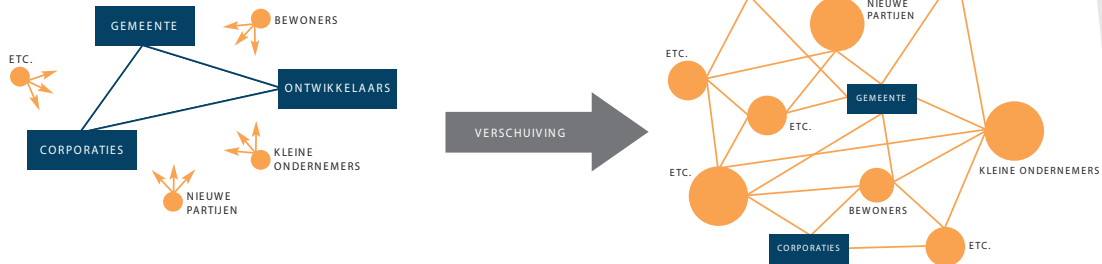 GEMEENTE
BEWONERS
ETC.
ONTWIKKELAARS
CORPORATIES
KLEINE
ONDERNEMERS
NIEUWE
PARTIJEN
VERSCHUIVING
NIEUWE
PARTIJEN
ETC.
GEMEENTE
ETC.
KLEINE ONDERNEMERS
ETC.
BEWONERS
CORPORATIES
ETC.